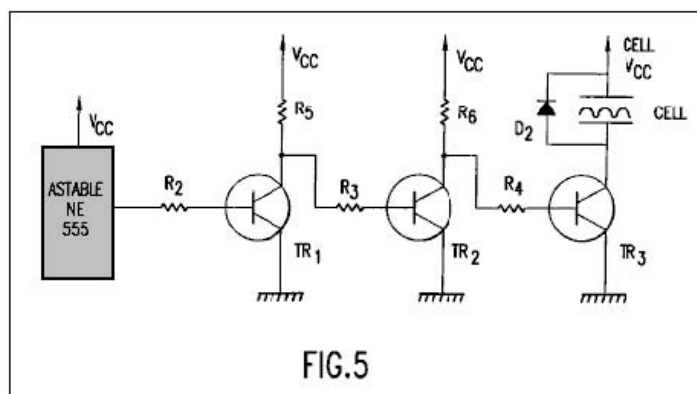 VCC
ASTABLE
NE
555
R2
VCC
R5
TR1
R3
VCC
R6
TR2
R4
D2
CELL
VCC
CELL
TR3
FIG.5